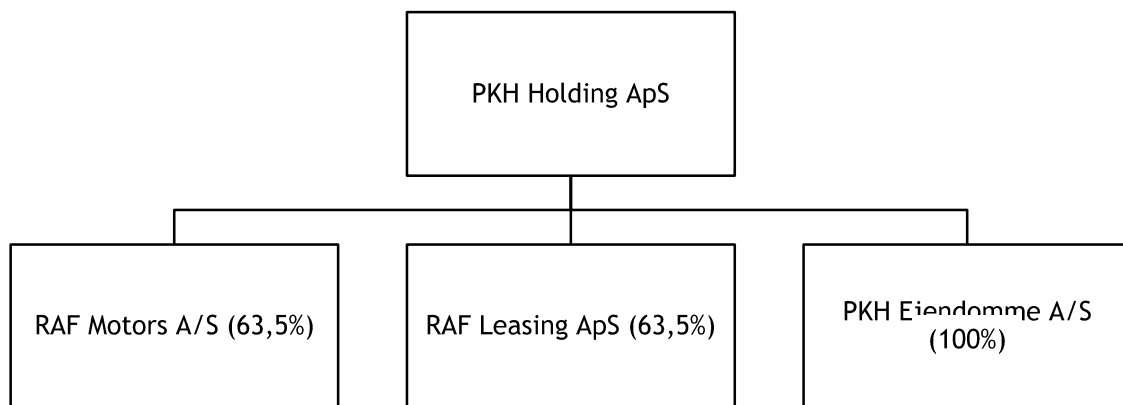 PKH Holding ApS
RAF Motors A/S (63,5%)
RAF Leasing ApS (63,5%)
PKH Ejendomme A/S
(100%)